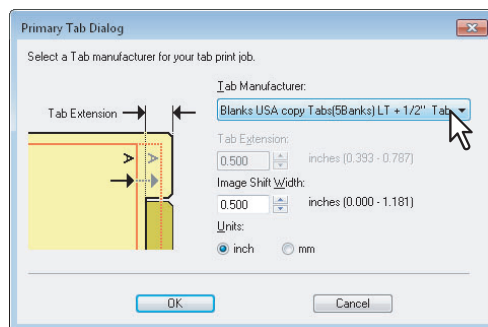 Primary Tab Dialog
Select a Tab manufacturer for your tab print job.
Tab Manufacturer:
Blanks USA copy Tabs(5Banks) LT + 1/2" Tab
Tab Extension
Tab Extension:
0.500 inches (0.393 - 0.787)
Image Shift Width:
0.500 inches (0.000 - 1.181)
Units:
inch mm
A A
OK Cancel